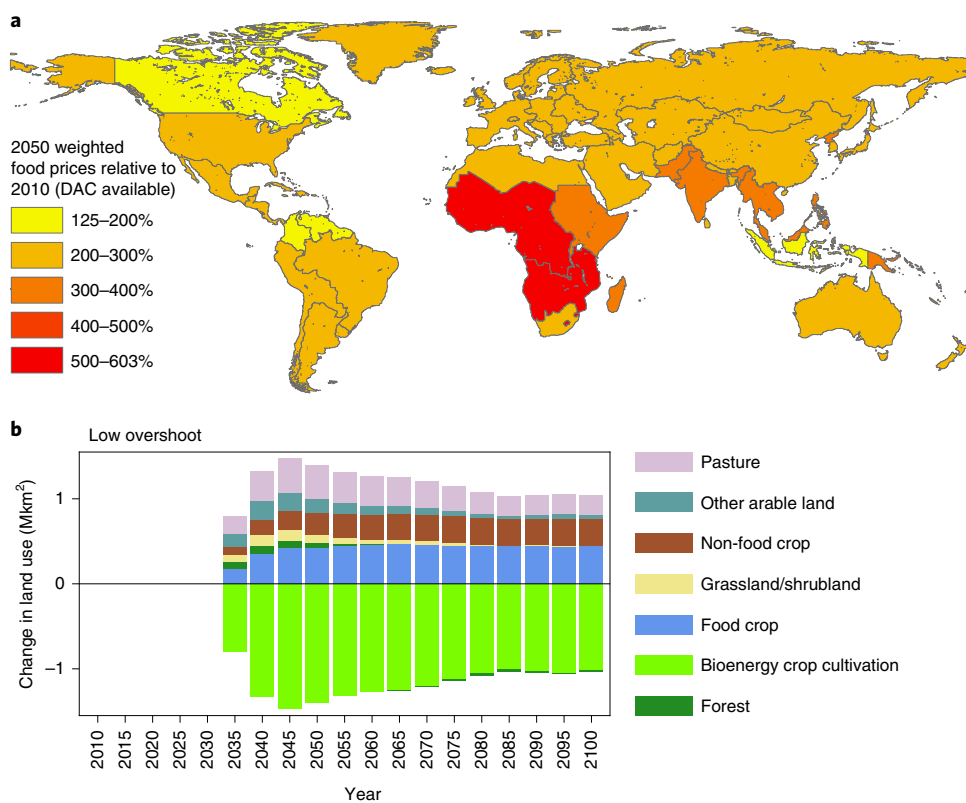 a
2050 weighted
food prices relative to
2010 (DAC available)
125–200%
200–300%
300–400%
400–500%
500–603%
b
Low overshoot
Change in land use (Mkm²)
1
0
–1
2010
2015
2020
2025
2030
2035
2040
2045
2050
2055
2060
2065
2070
2075
2080
2085
2090
2095
2100
Year
Pasture
Other arable land
Non-food crop
Grassland/shrubland
Food crop
Bioenergy crop cultivation
Forest